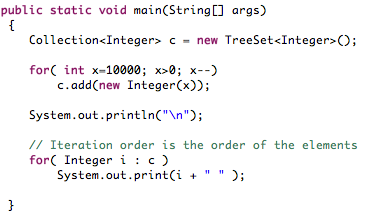 public static void main(String[] args)
{
Collection<Integer> c = new TreeSet<Integer>();
for( int x=10000; x>0; x--)
c.add(new Integer(x));
System.out.println("\n");
// Iteration order is the order of the elements
for( Integer i : c )
System.out.print(i + " " );
}